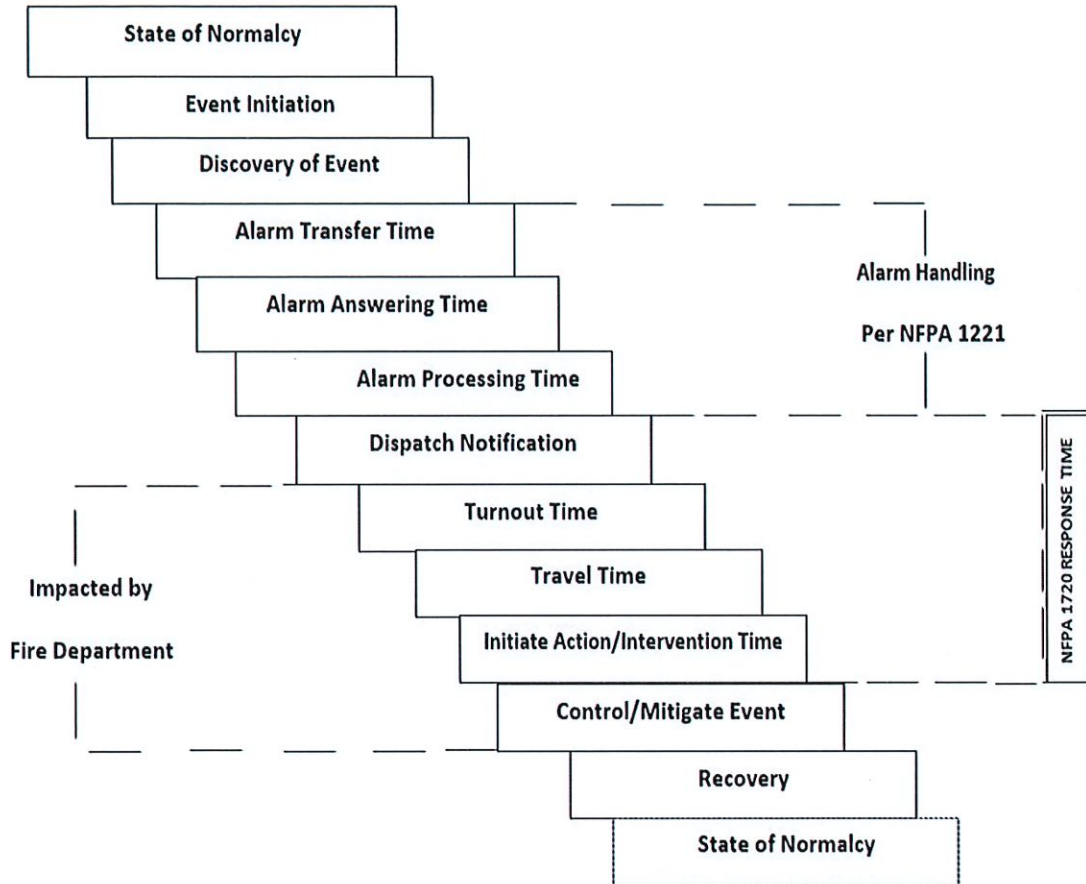 State of Normalcy
Event Initiation
Discovery of Event
Alarm Transfer Time
Alarm Answering Time
Alarm Processing Time
Dispatch Notification
Turnout Time
Travel Time
Initiate Action/Intervention Time
Control/Mitigate Event
Recovery
State of Normalcy
Alarm Handling
Per NFPA 1221
NFPA 1720 RESPONSE TIME
Impacted by
Fire Department